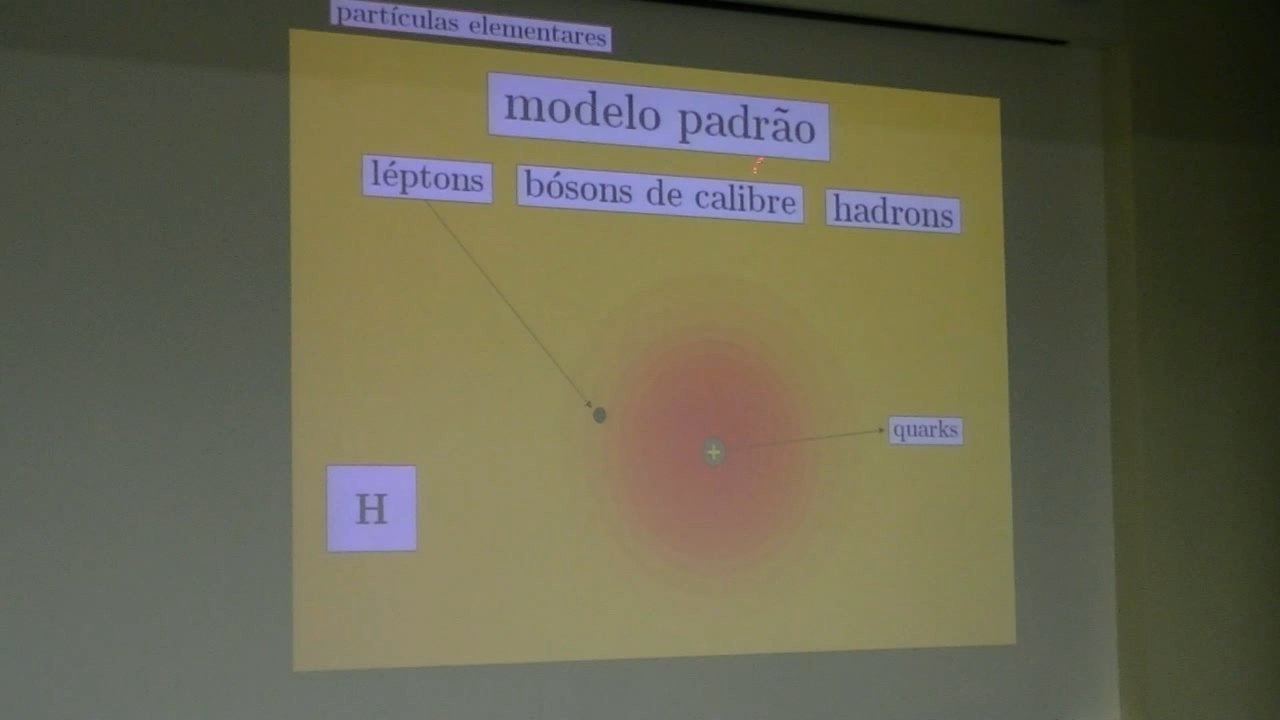 partículas elementares
modelo padrão
léptons
bósons de calibre
hadrons
quarks
H